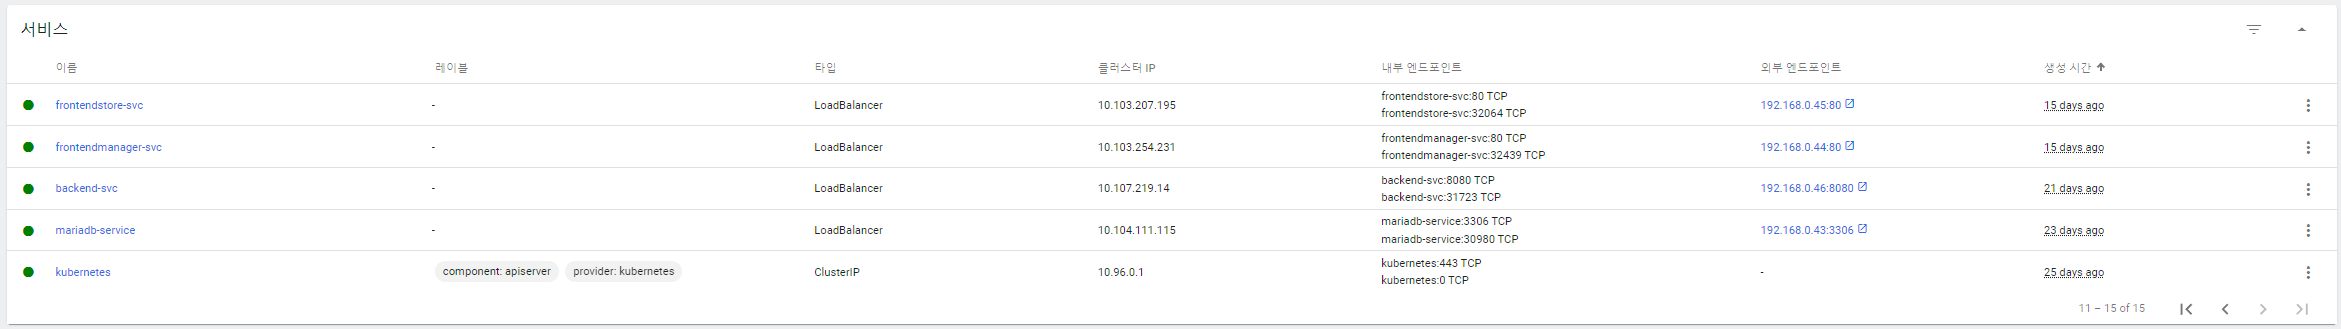 서비스
이름 레이블 타입 클러스터 IP 내부 엔드포인트 외부 엔드포인트 생성 시간
frontendstore-svc - LoadBalancer 10.103.207.195 frontendstore-svc:80 TCP 192.168.0.45:80 15 days ago
frontendstore-svc:32064 TCP
frontendmanager-svc - LoadBalancer 10.103.254.231 frontendmanager-svc:80 TCP 192.168.0.44:80 15 days ago
frontendmanager-svc:32439 TCP
backend-svc - LoadBalancer 10.107.219.14 backend-svc:8080 TCP 192.168.0.46:8080 21 days ago
backend-svc:31723 TCP
mariadb-service - LoadBalancer 10.104.111.115 mariadb-service:3306 TCP 192.168.0.43:3306 23 days ago
mariadb-service:30980 TCP
kubernetes component: apiserver provider: kubernetes ClusterIP 10.96.0.1 kubernetes:443 TCP - 25 days ago
kubernetes:0 TCP
11 – 15 of 15